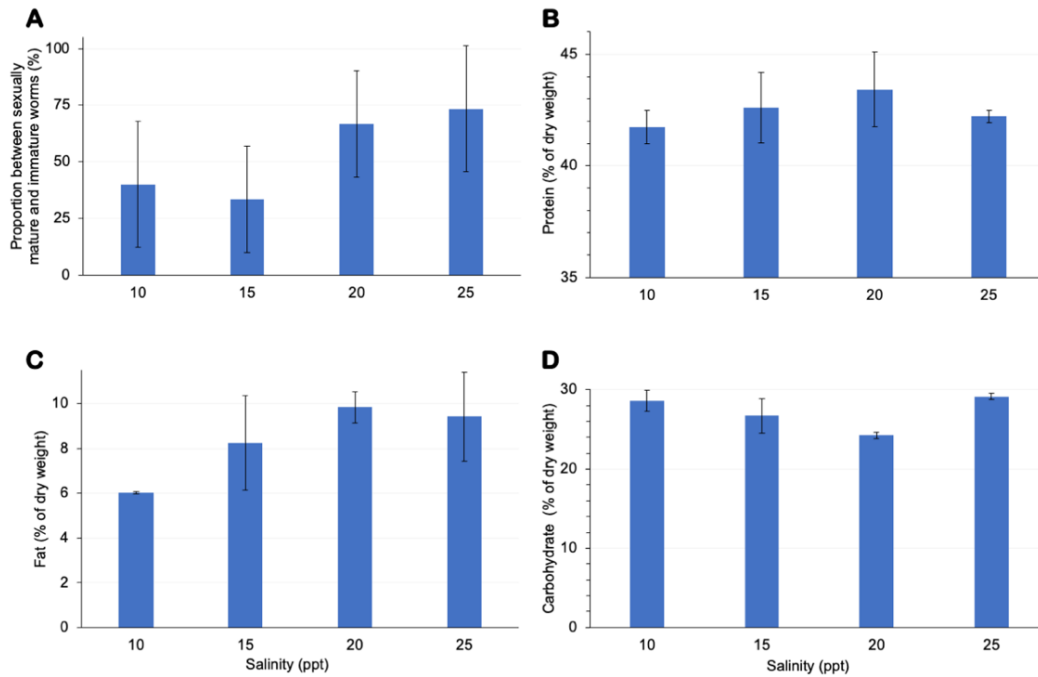 A
Proportion between sexually
mature and immature worms (%)
100
75
50
25
0
10 15 20 25
B
Protein (% of dry weight)
45
40
35
10 15 20 25
C
Fat (% of dry weight)
10
8
6
4
2
0
10 15 20 25
Salinity (ppt)
D
Carbohydrate (% of dry weight)
30
20
10
0
10 15 20 25
Salinity (ppt)